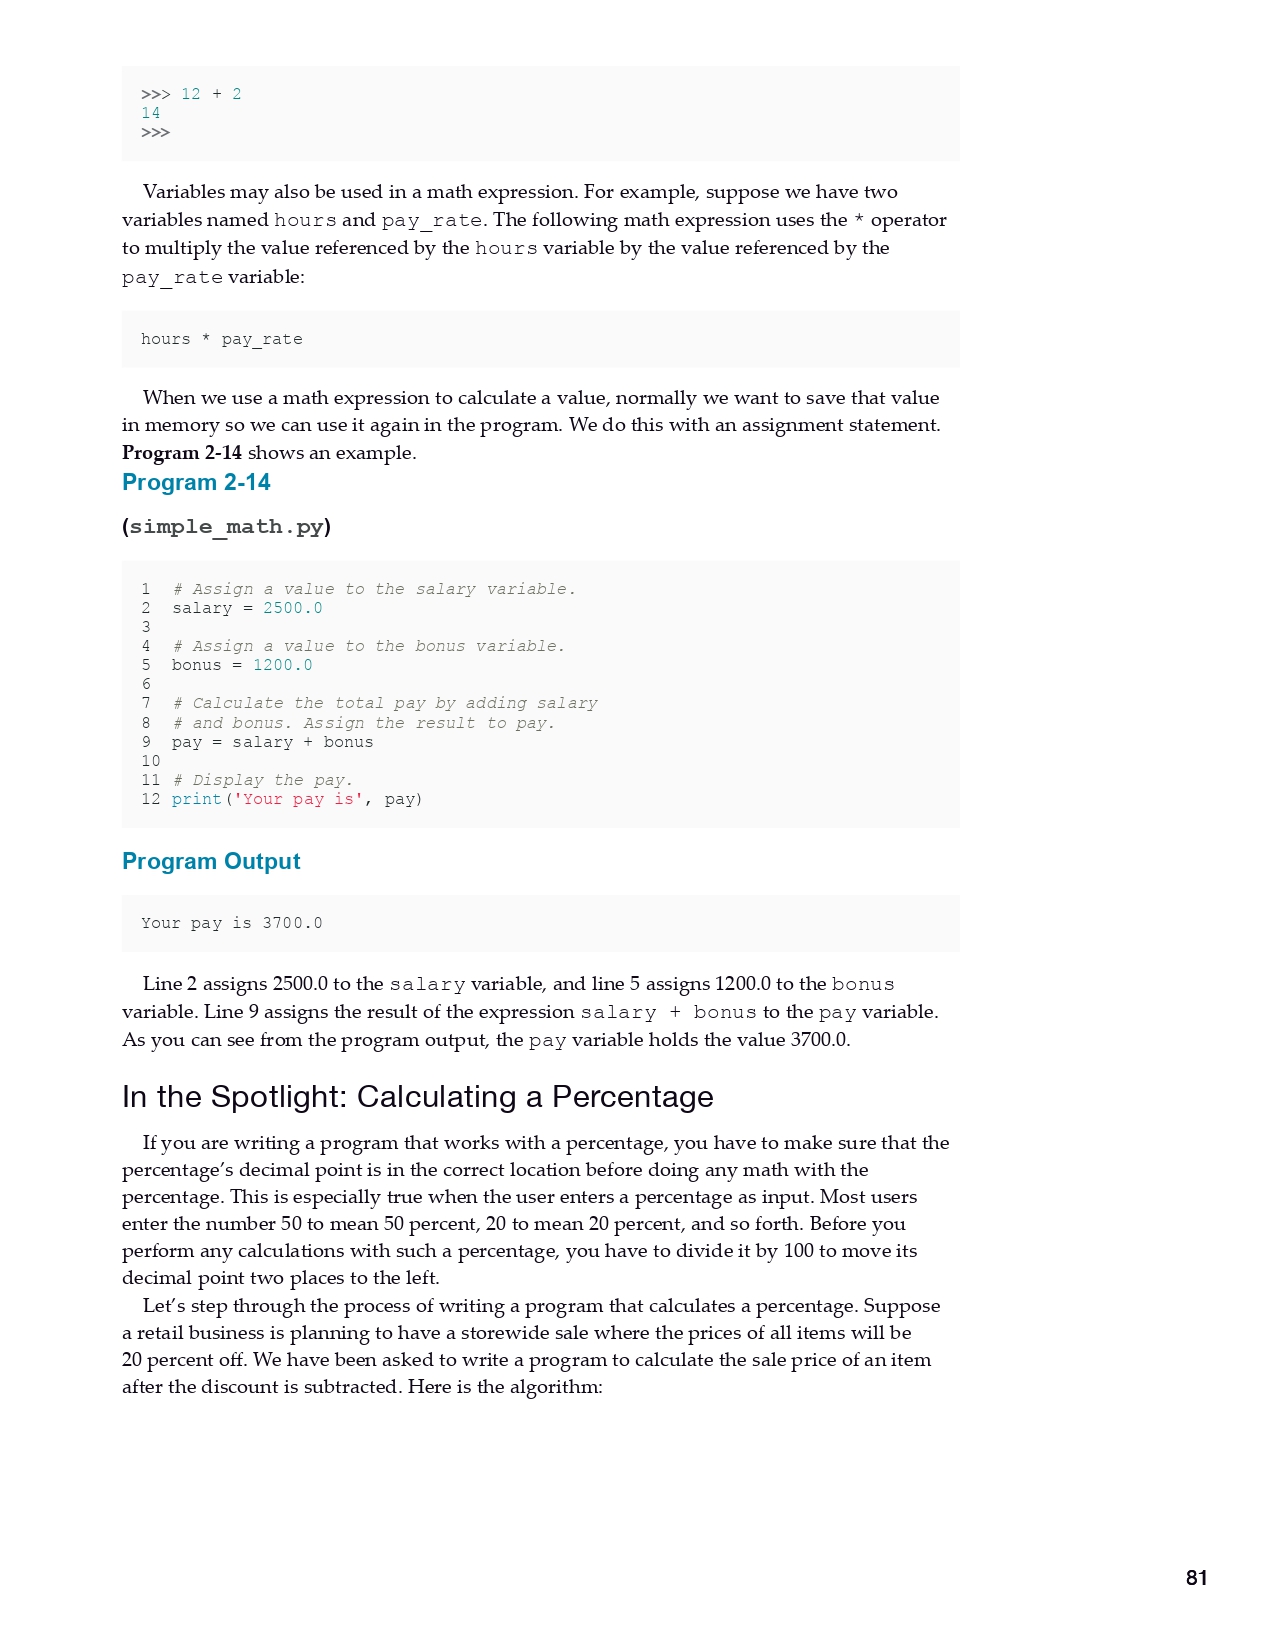 >>> 12 + 2
14
>>>
Variables may also be used in a math expression. For example, suppose we have two
variables named hours and pay_rate. The following math expression uses the * operator
to multiply the value referenced by the hours variable by the value referenced by the
pay_rate variable:
hours * pay_rate
When we use a math expression to calculate a value, normally we want to save that value
in memory so we can use it again in the program. We do this with an assignment statement.
Program 2-14 shows an example.
Program 2-14
(simple_math.py)
1 # Assign a value to the salary variable.
2 salary = 2500.0
3
4 # Assign a value to the bonus variable.
5 bonus = 1200.0
6
7 # Calculate the total pay by adding salary
8 # and bonus. Assign the result to pay.
9 pay = salary + bonus
10
11 # Display the pay.
12 print('Your pay is', pay)
Program Output
Your pay is 3700.0
Line 2 assigns 2500.0 to the salary variable, and line 5 assigns 1200.0 to the bonus
variable. Line 9 assigns the result of the expression salary + bonus to the pay variable.
As you can see from the program output, the pay variable holds the value 3700.0.
In the Spotlight: Calculating a Percentage
If you are writing a program that works with a percentage, you have to make sure that the
percentage’s decimal point is in the correct location before doing any math with the
percentage. This is especially true when the user enters a percentage as input. Most users
enter the number 50 to mean 50 percent, 20 to mean 20 percent, and so forth. Before you
perform any calculations with such a percentage, you have to divide it by 100 to move its
decimal point two places to the left.
Let’s step through the process of writing a program that calculates a percentage. Suppose
a retail business is planning to have a storewide sale where the prices of all items will be
20 percent off. We have been asked to write a program to calculate the sale price of an item
after the discount is subtracted. Here is the algorithm:
81